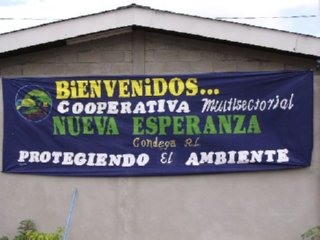 BiENVENiDOS...
COOPERATIVA Multisectorial
NUEVA ESPERANZA
Condega R.L
PROTEGIENDO El AMBIENTE